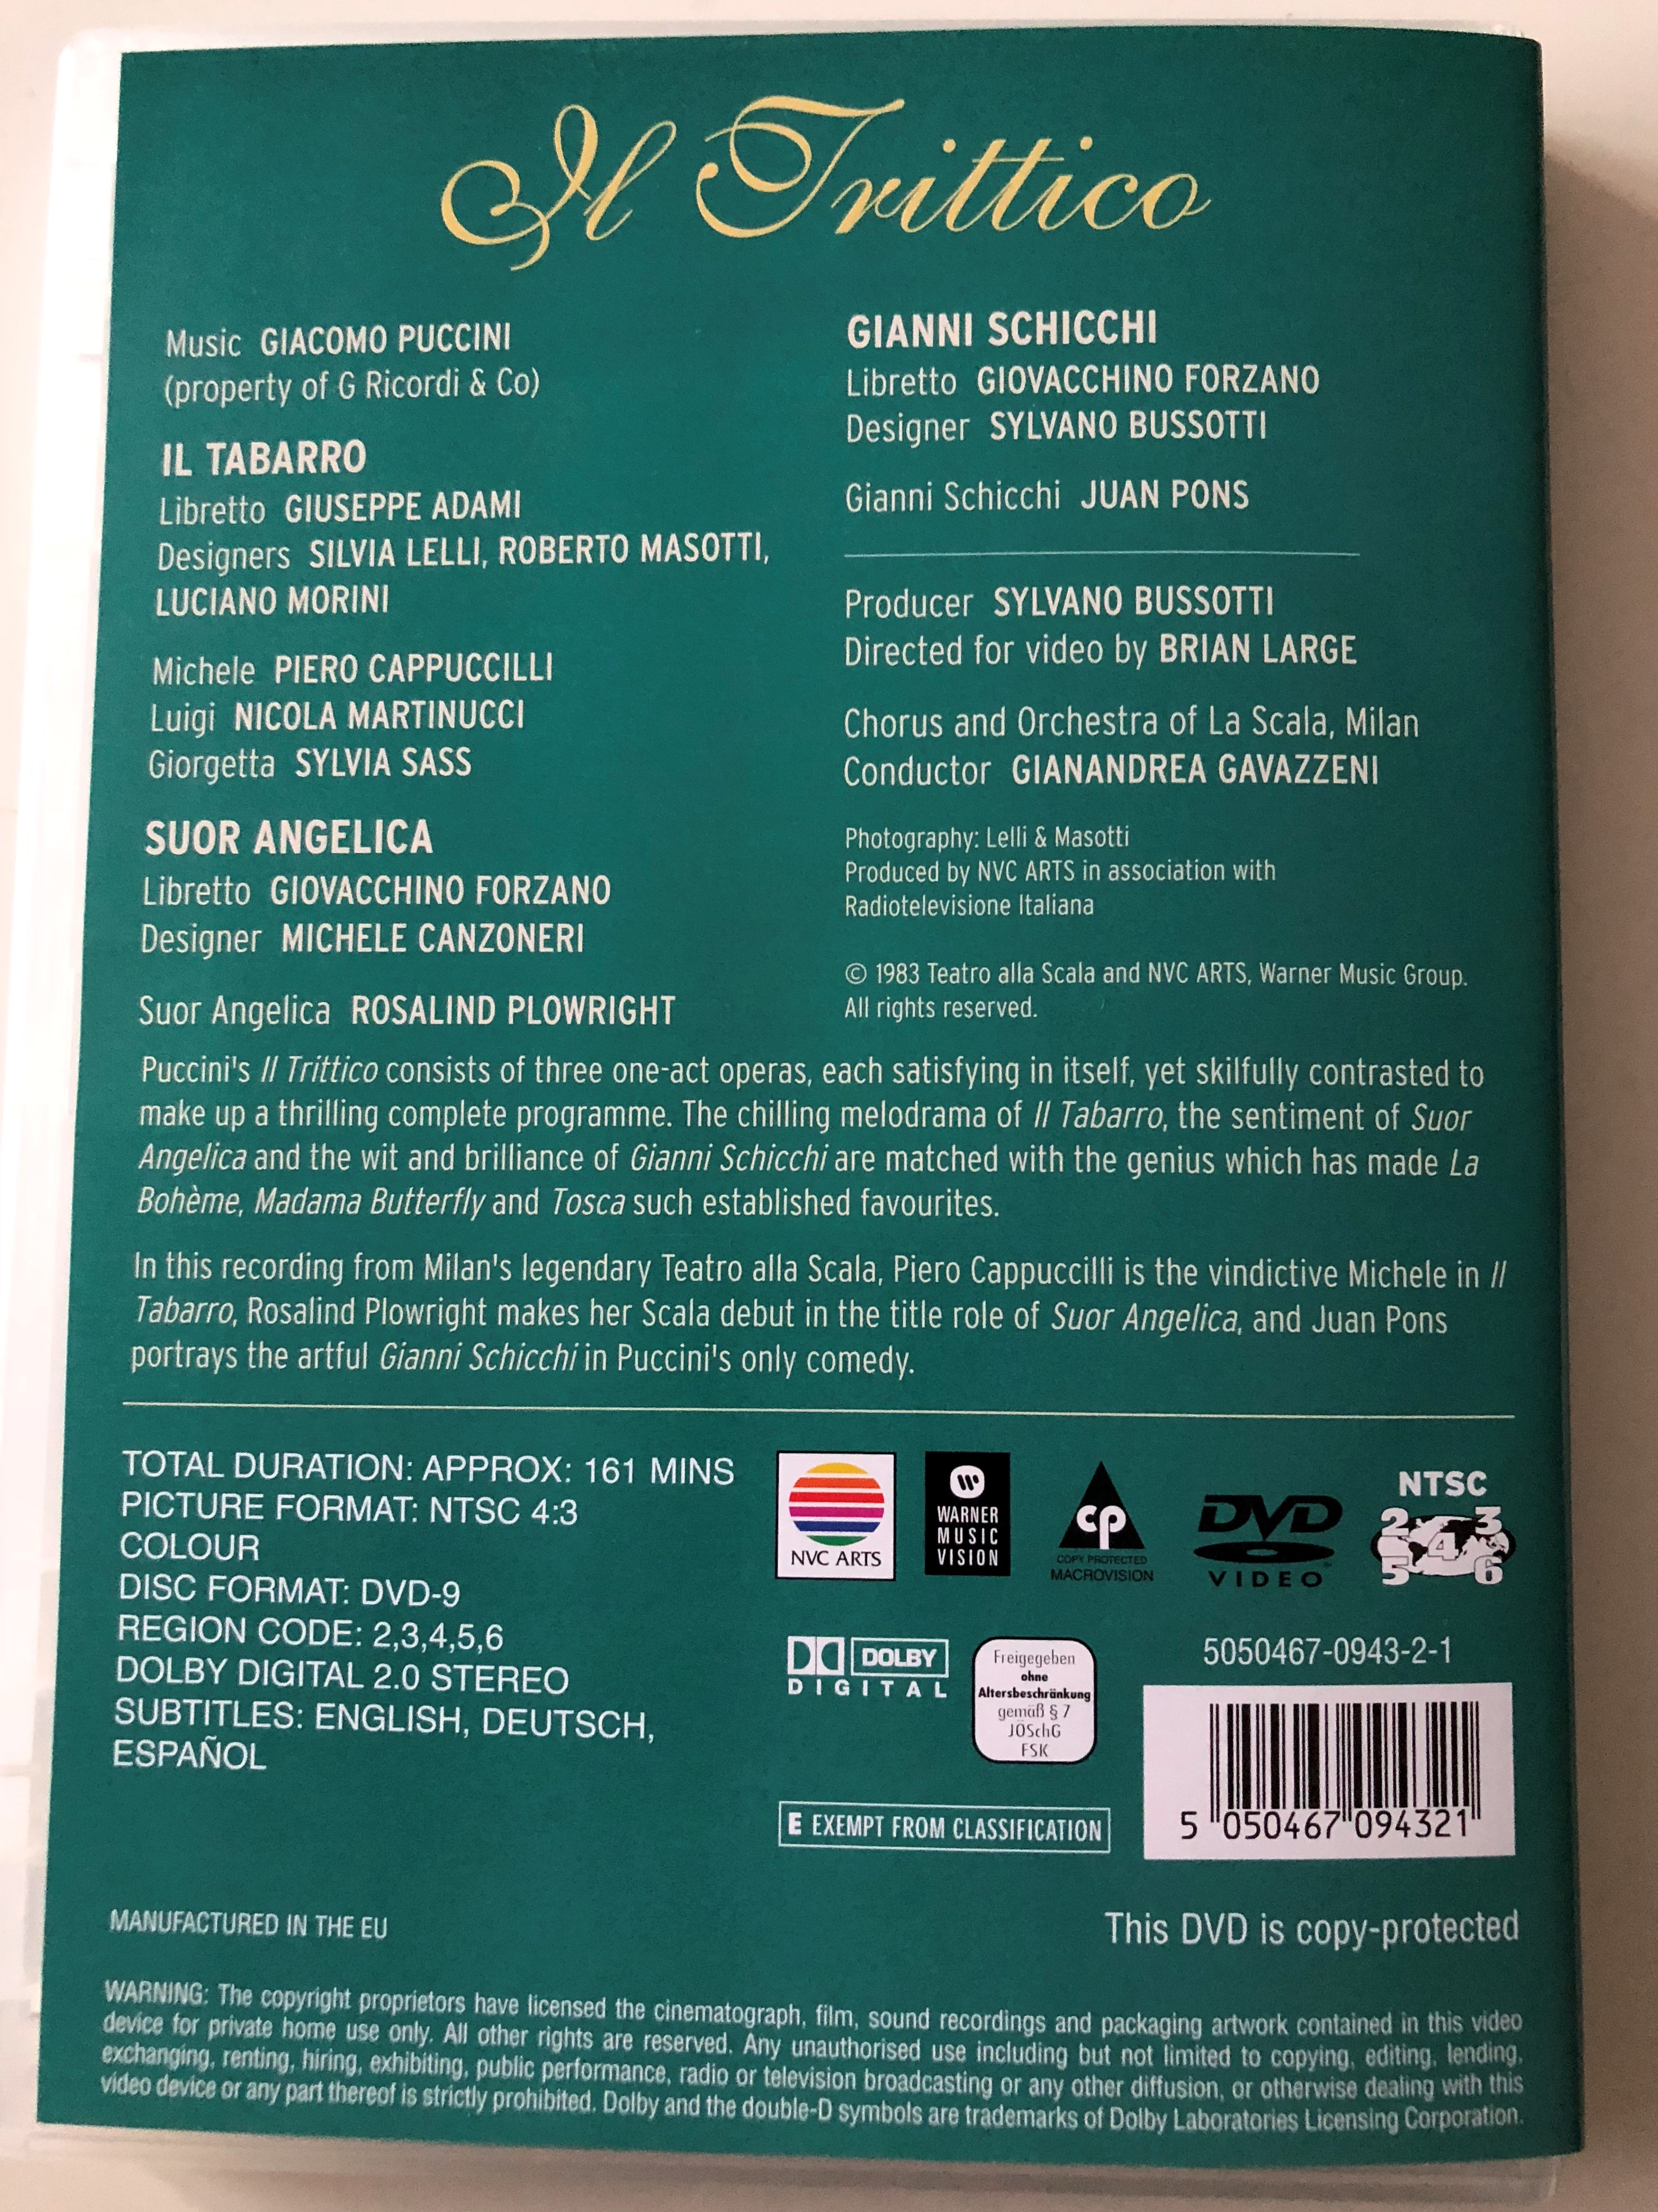 Il Trittico
Music GIACOMO PUCCINI
(property of G Ricordi & Co)
IL TABARRO
Libretto GIUSEPPE ADAMI
Designers SILVIA LELLI, ROBERTO MASOTTI,
LUCIANO MORINI
Michele PIERO CAPPUCCILLI
Luigi NICOLA MARTINUCCI
Giorgetta SYLVIA SASS
SUOR ANGELICA
Libretto GIOVACCHINO FORZANO
Designer MICHELE CANZONERI
Suor Angelica ROSALIND PLOWRIGHT
GIANNI SCHICCHI
Libretto GIOVACCHINO FORZANO
Designer SYLVANO BUSSOTTI
Gianni Schicchi JUAN PONS
Producer SYLVANO BUSSOTTI
Directed for video by BRIAN LARGE
Chorus and Orchestra of La Scala, Milan
Conductor GIANANDREA GAVAZZENI
Photography: Lelli & Masotti
Produced by NVC ARTS in association with
Radiotelevisione Italiana
© 1983 Teatro alla Scala and NVC ARTS, Warner Music Group.
All rights reserved.
Puccini's Il Trittico consists of three one-act operas, each satisfying in itself, yet skilfully contrasted to
make up a thrilling complete programme. The chilling melodrama of Il Tabarro, the sentiment of Suor
Angelica and the wit and brilliance of Gianni Schicchi are matched with the genius which has made La
Bohème, Madama Butterfly and Tosca such established favourites.
In this recording from Milan's legendary Teatro alla Scala, Piero Cappuccilli is the vindictive Michele in Il
Tabarro, Rosalind Plowright makes her Scala debut in the title role of Suor Angelica, and Juan Pons
portrays the artful Gianni Schicchi in Puccini's only comedy.
TOTAL DURATION: APPROX: 161 MINS
PICTURE FORMAT: NTSC 4:3
COLOUR
DISC FORMAT: DVD-9
REGION CODE: 2,3,4,5,6
DOLBY DIGITAL 2.0 STEREO
SUBTITLES: ENGLISH, DEUTSCH,
ESPAÑOL
NVC ARTS
WARNER
MUSIC
VISION
cp
COPY PROTECTED
MACROVISION
DVD
VIDEO
NTSC
2 3
4
5 6
DOLBY
DIGITAL
Freigegeben
ohne
Altersbeschränkung
gemäß § 7
JÖSchG
FSK
5050467-0943-2-1
5 050467 094321
E EXEMPT FROM CLASSIFICATION
MANUFACTURED IN THE EU
This DVD is copy-protected
WARNING: The copyright proprietors have licensed the cinematograph, film, sound recordings and packaging artwork contained in this video
device for private home use only. All other rights are reserved. Any unauthorised use including but not limited to copying, editing, lending,
exchanging, renting, hiring, exhibiting, public performance, radio or television broadcasting or any other diffusion, or otherwise dealing with this
video device or any part thereof is strictly prohibited. Dolby and the double-D symbols are trademarks of Dolby Laboratories Licensing Corporation.